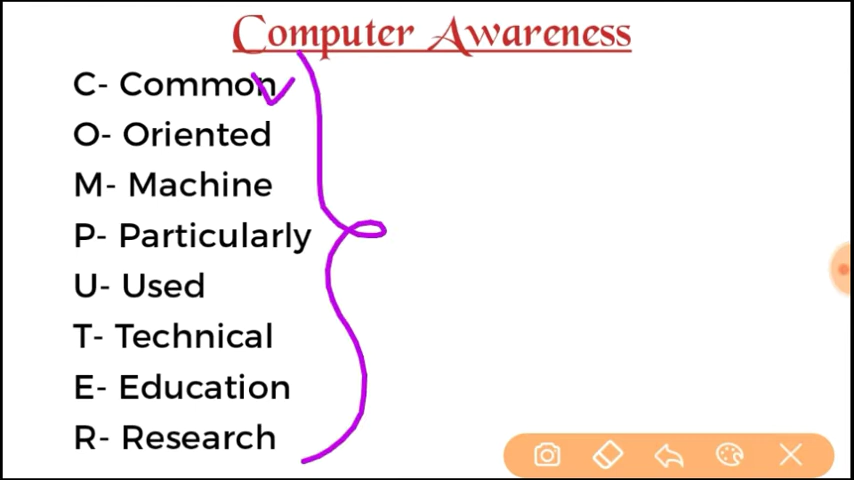 Computer Awareness
C- Common
O- Oriented
M- Machine
P- Particularly
U- Used
T- Technical
E- Education
R- Research